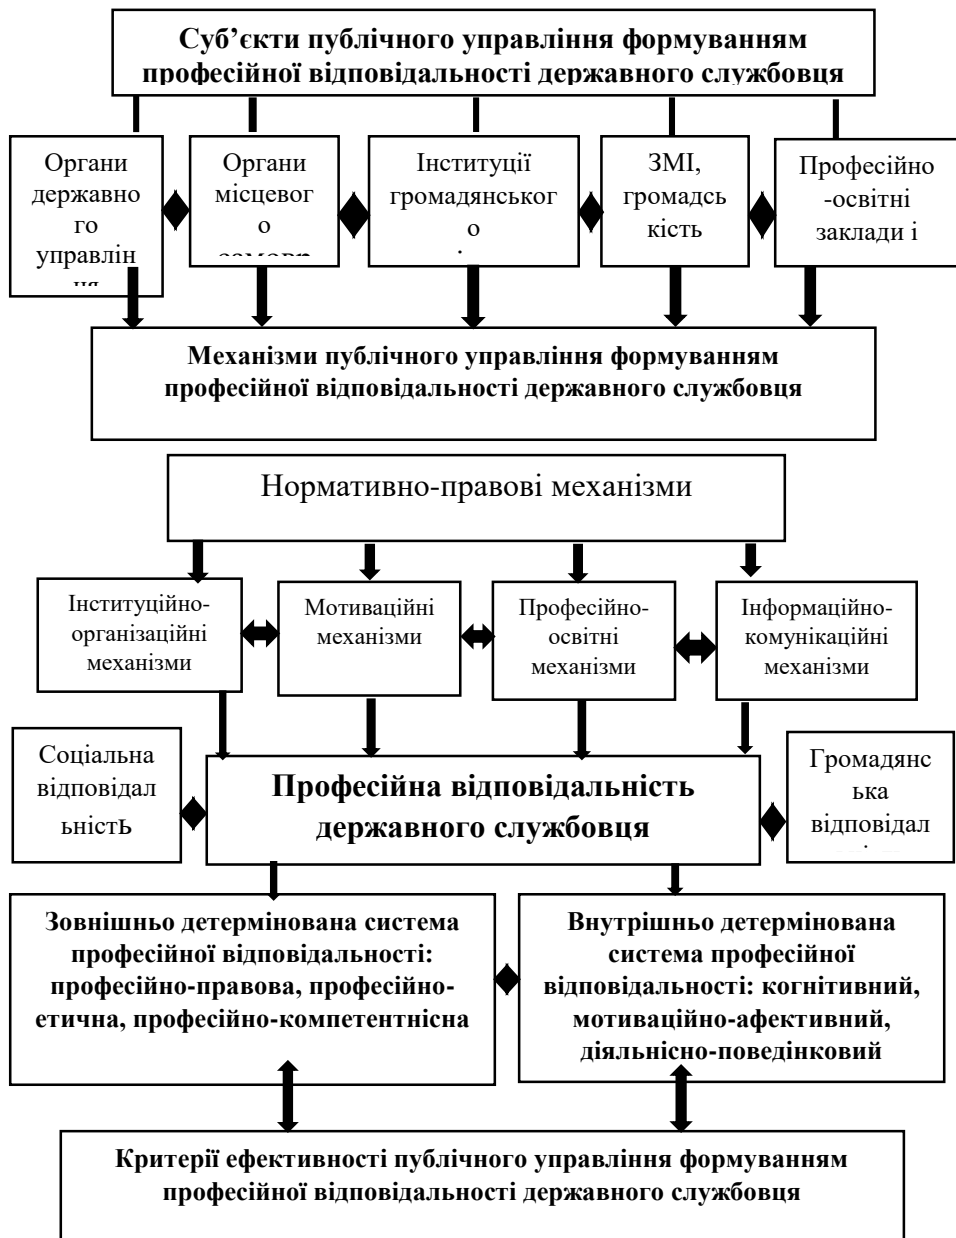 Суб’єкти публічного управління формуванням
професійної відповідальності державного службовця
Органи
державно
го
управлін
ня
Органи
місцевог
о
Інституції
громадянськог
о
ЗМІ,
громадсь
кість
Професійно
-освітні
заклади і
Механізми публічного управління формуванням
професійної відповідальності державного службовця
Нормативно-правові механізми
Інституційно-
організаційні
механізми
Мотиваційні
механізми
Професійно-
освітні
механізми
Інформаційно-
комунікаційні
механізми
Соціальна
відповідал
ьність
Професійна відповідальність
державного службовця
Громадянс
ька
відповідал
Зовнішньо детермінована система
професійної відповідальності:
професійно-правова, професійно-
етична, професійно-компетентнісна
Внутрішньо детермінована
система професійної
відповідальності: когнітивний,
мотиваційно-афективний,
діяльнісно-поведінковий
Критерії ефективності публічного управління формуванням
професійної відповідальності державного службовця